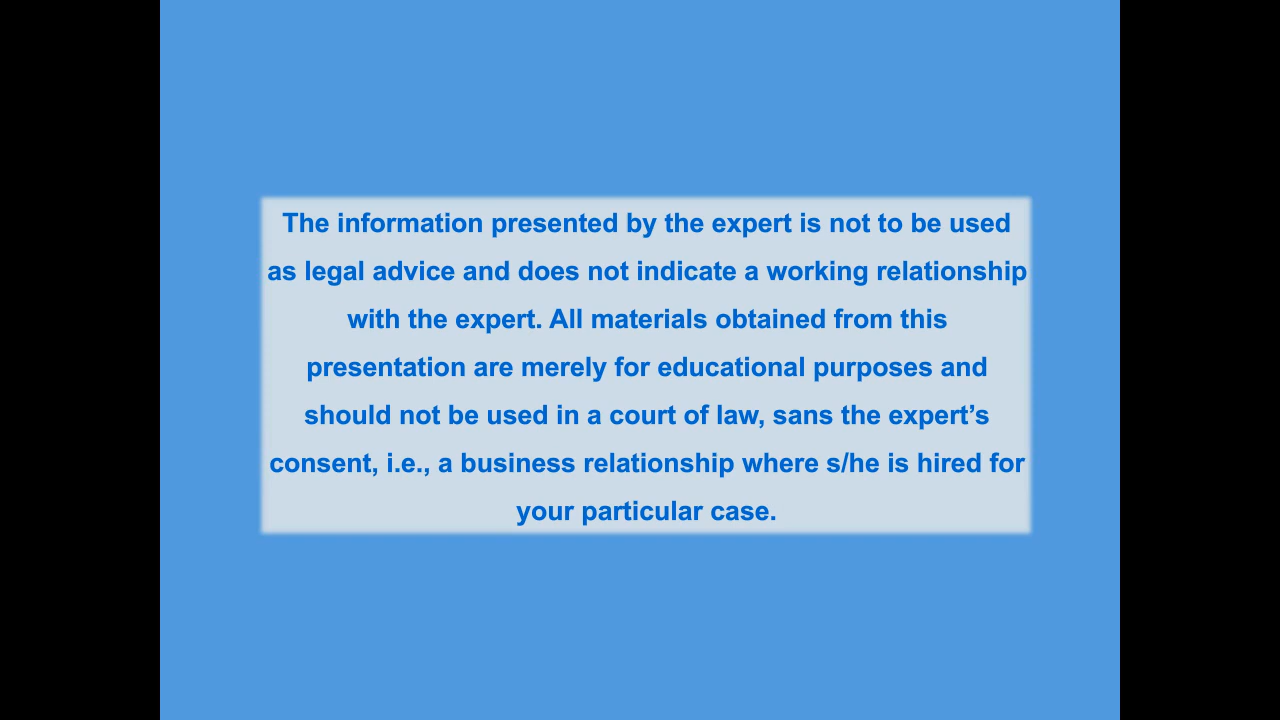 The information presented by the expert is not to be used
as legal advice and does not indicate a working relationship
with the expert. All materials obtained from this
presentation are merely for educational purposes and
should not be used in a court of law, sans the expert’s
consent, i.e., a business relationship where s/he is hired for
your particular case.